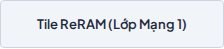 Tile ReRAM (Lớp Mạng 1)